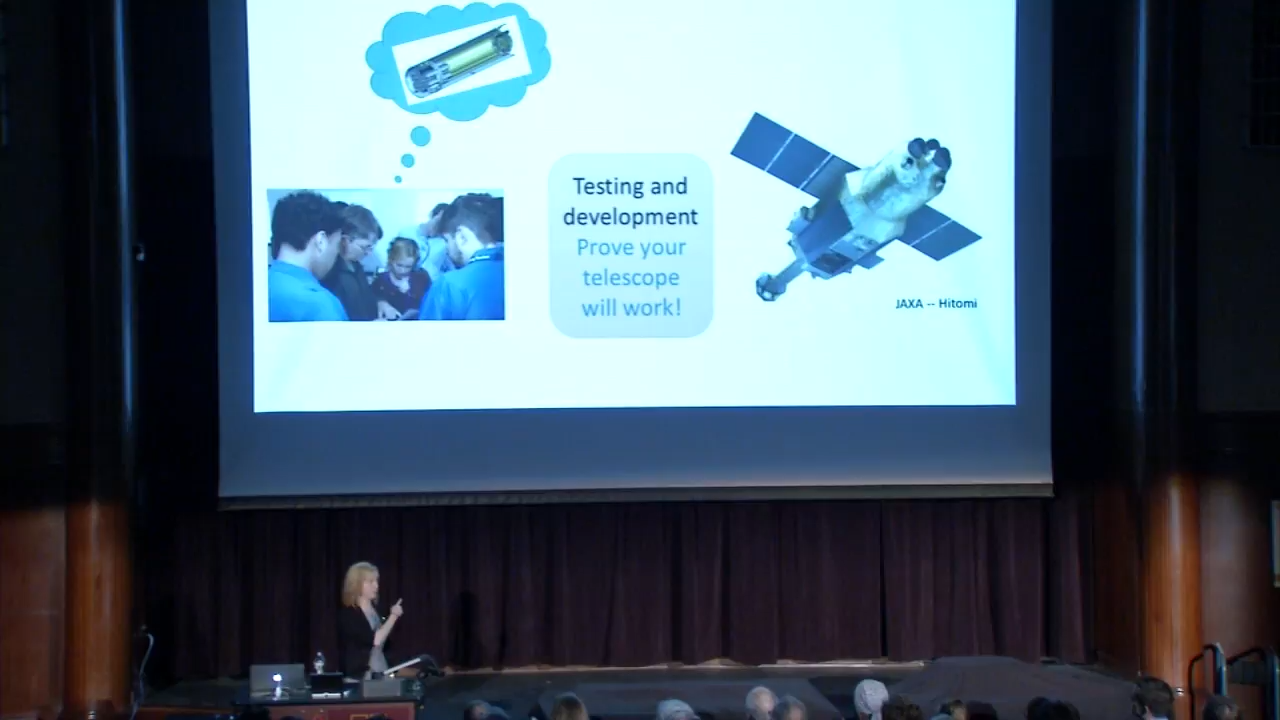 Testing and
development
Prove your
telescope
will work!
JAXA -- Hitomi